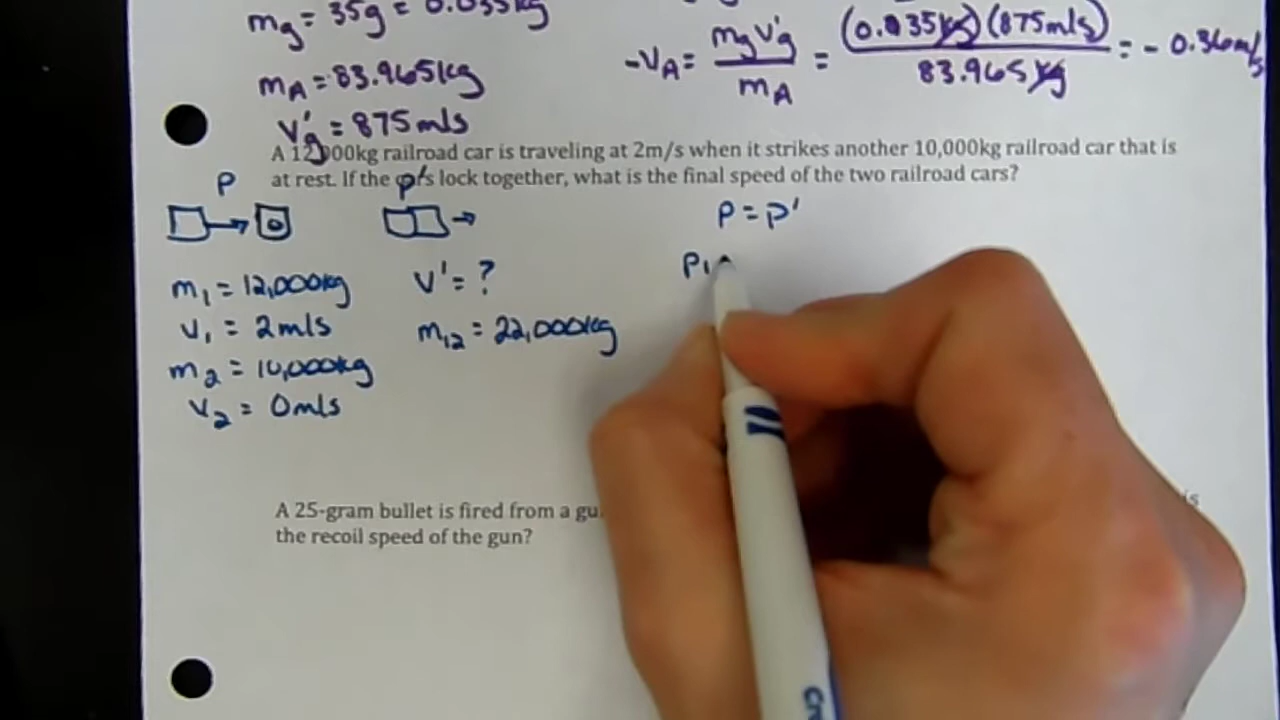 mg = 35g = 0.035kg
mA = 83.965kg
v'g = 875m/s
-vA = mgv'g / mA = (0.035kg)(875m/s) / 83.965kg = - 0.36m/s
A 12,000kg railroad car is traveling at 2m/s when it strikes another 10,000kg railroad car that is
at rest. If the lock together, what is the final speed of the two railroad cars?
P P'
m1 = 12,000kg
v1 = 2m/s
m2 = 10,000kg
v2 = 0m/s
v' = ?
m12 = 22,000kg
P = P'
P1
A 25-gram bullet is fired from a
the recoil speed of the gun?